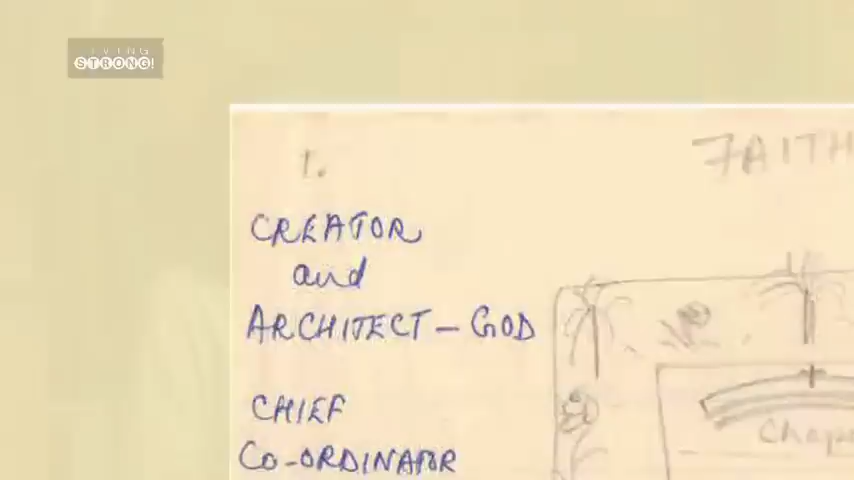 LIVING
STRONG!
1.
FAITH
CREATOR
and
ARCHITECT – GOD
CHIEF
CO-ORDINATOR